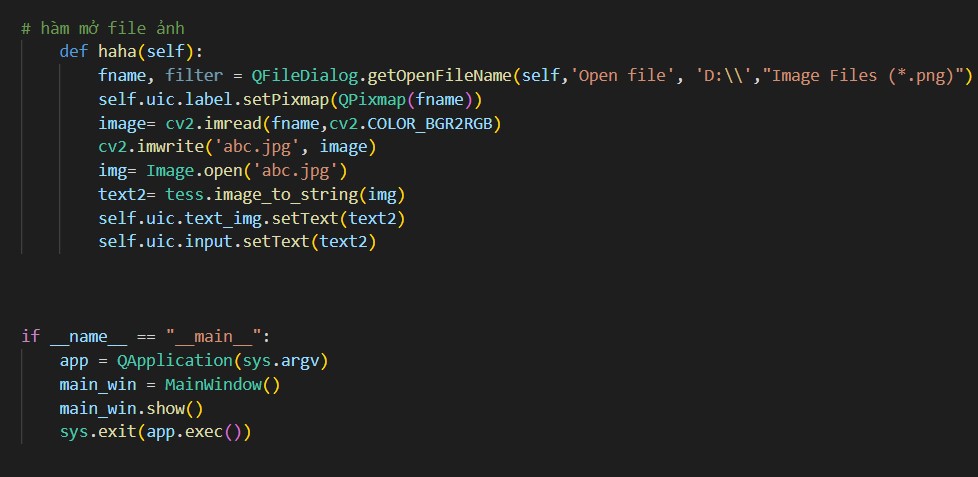 # hàm mở file ảnh
    def haha(self):
        fname, filter = QFileDialog.getOpenFileName(self,'Open file', 'D:\\',"Image Files (*.png)")
        self.uic.label.setPixmap(QPixmap(fname))
        image= cv2.imread(fname,cv2.COLOR_BGR2RGB)
        cv2.imwrite('abc.jpg', image)
        img= Image.open('abc.jpg')
        text2= tess.image_to_string(img)
        self.uic.text_img.setText(text2)
        self.uic.input.setText(text2)
if __name__ == "__main__":
    app = QApplication(sys.argv)
    main_win = MainWindow()
    main_win.show()
    sys.exit(app.exec())